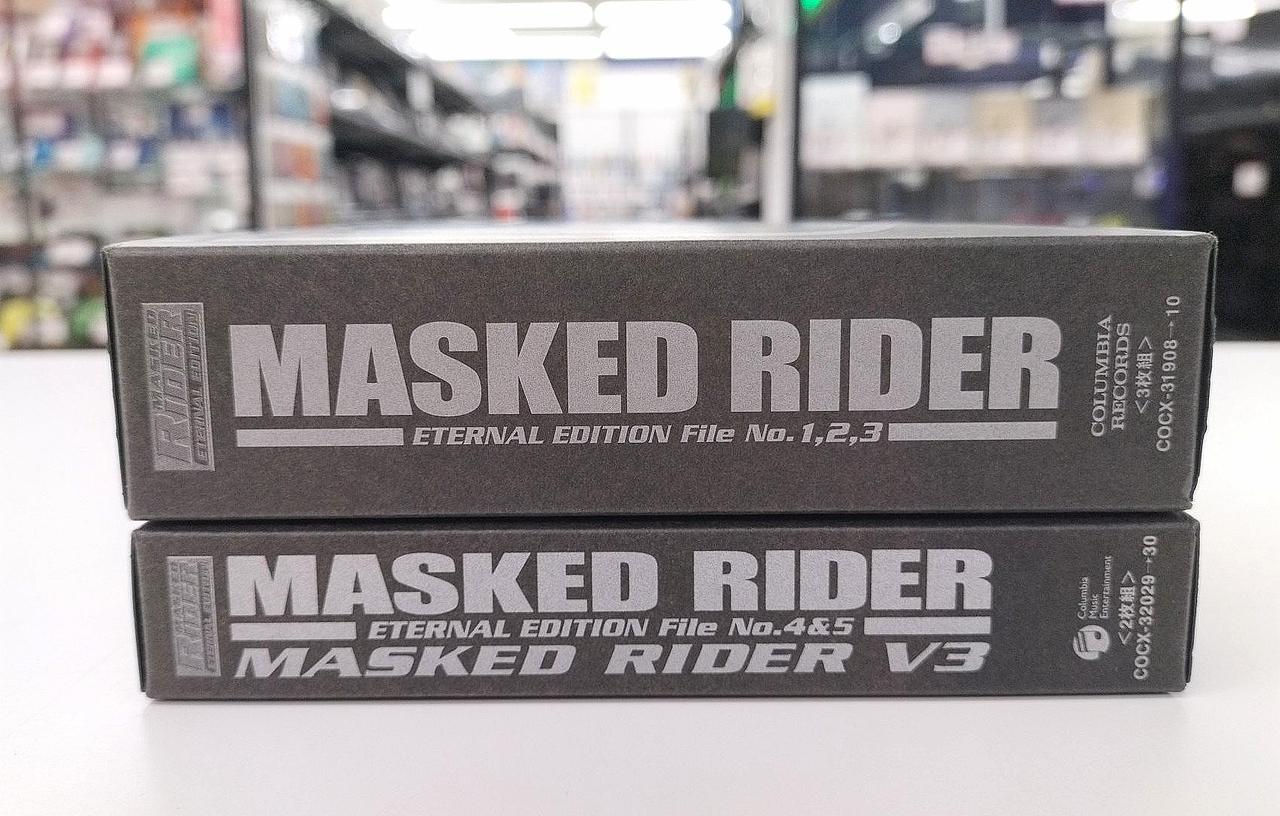 MASKED
RIDER
ETERNAL EDITION
MASKED RIDER
ETERNAL EDITION File No.1,2,3
COLUMBIA
RECORDS
<3枚組>
COCX-31908→10
MASKED
RIDER
ETERNAL EDITION
MASKED RIDER
ETERNAL EDITION File No.4&5
MASKED RIDER V3
Columbia
Music
Entertainment
<2枚組>
COCX-32029→30